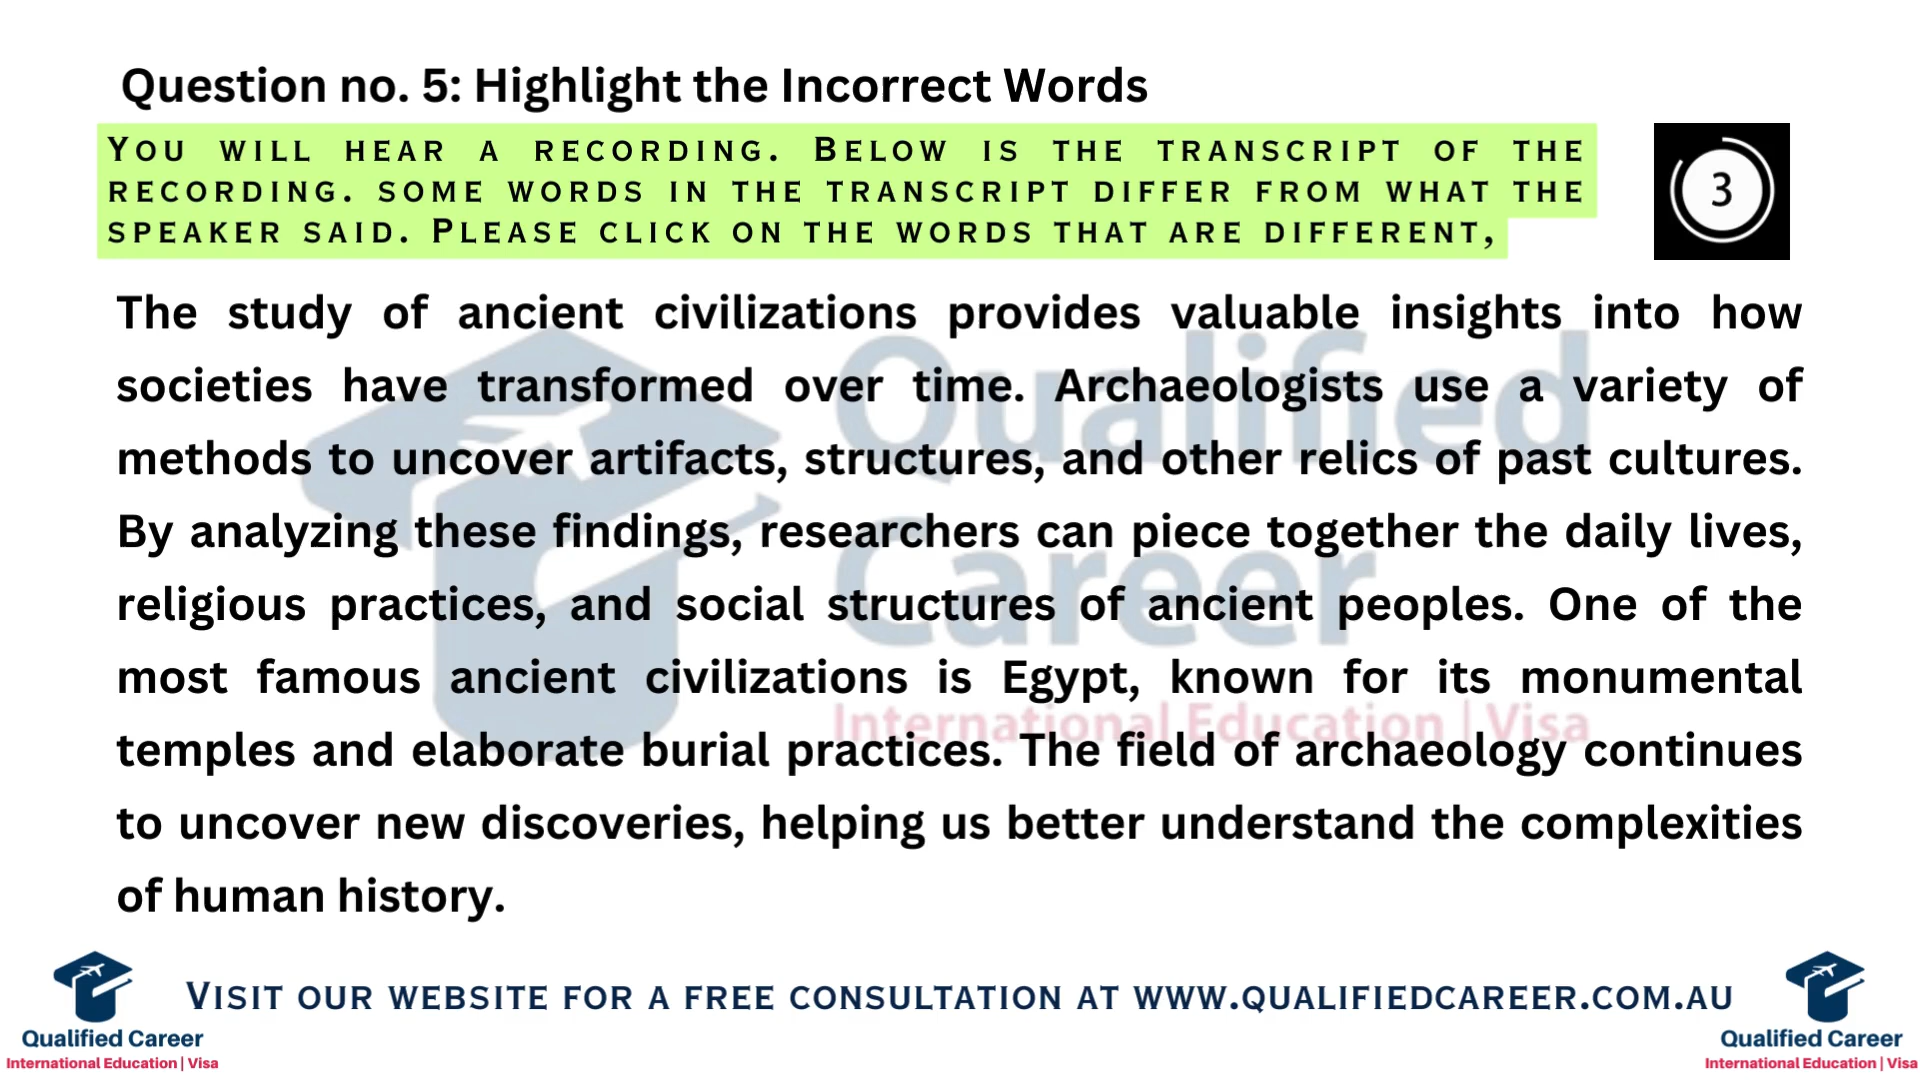 Question no. 5: Highlight the Incorrect Words
YOU WILL HEAR A RECORDING. BELOW IS THE TRANSCRIPT OF THE
RECORDING. SOME WORDS IN THE TRANSCRIPT DIFFER FROM WHAT THE
SPEAKER SAID. PLEASE CLICK ON THE WORDS THAT ARE DIFFERENT,
3
The study of ancient civilizations provides valuable insights into how
societies have transformed over time. Archaeologists use a variety of
methods to uncover artifacts, structures, and other relics of past cultures.
By analyzing these findings, researchers can piece together the daily lives,
religious practices, and social structures of ancient peoples. One of the
most famous ancient civilizations is Egypt, known for its monumental
temples and elaborate burial practices. The field of archaeology continues
to uncover new discoveries, helping us better understand the complexities
of human history.
Qualified
Career
International Education | Visa
VISIT OUR WEBSITE FOR A FREE CONSULTATION AT WWW.QUALIFIEDCAREER.COM.AU
Qualified Career
International Education | Visa
Qualified Career
International Education | Visa